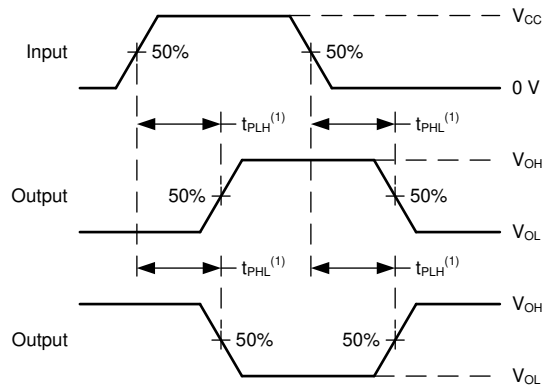 V_CC
Input 50% 50%
0 V
t_PLH^(1) t_PHL^(1)
V_OH
Output 50% 50%
V_OL
t_PHL^(1) t_PLH^(1)
V_OH
Output 50% 50%
V_OL